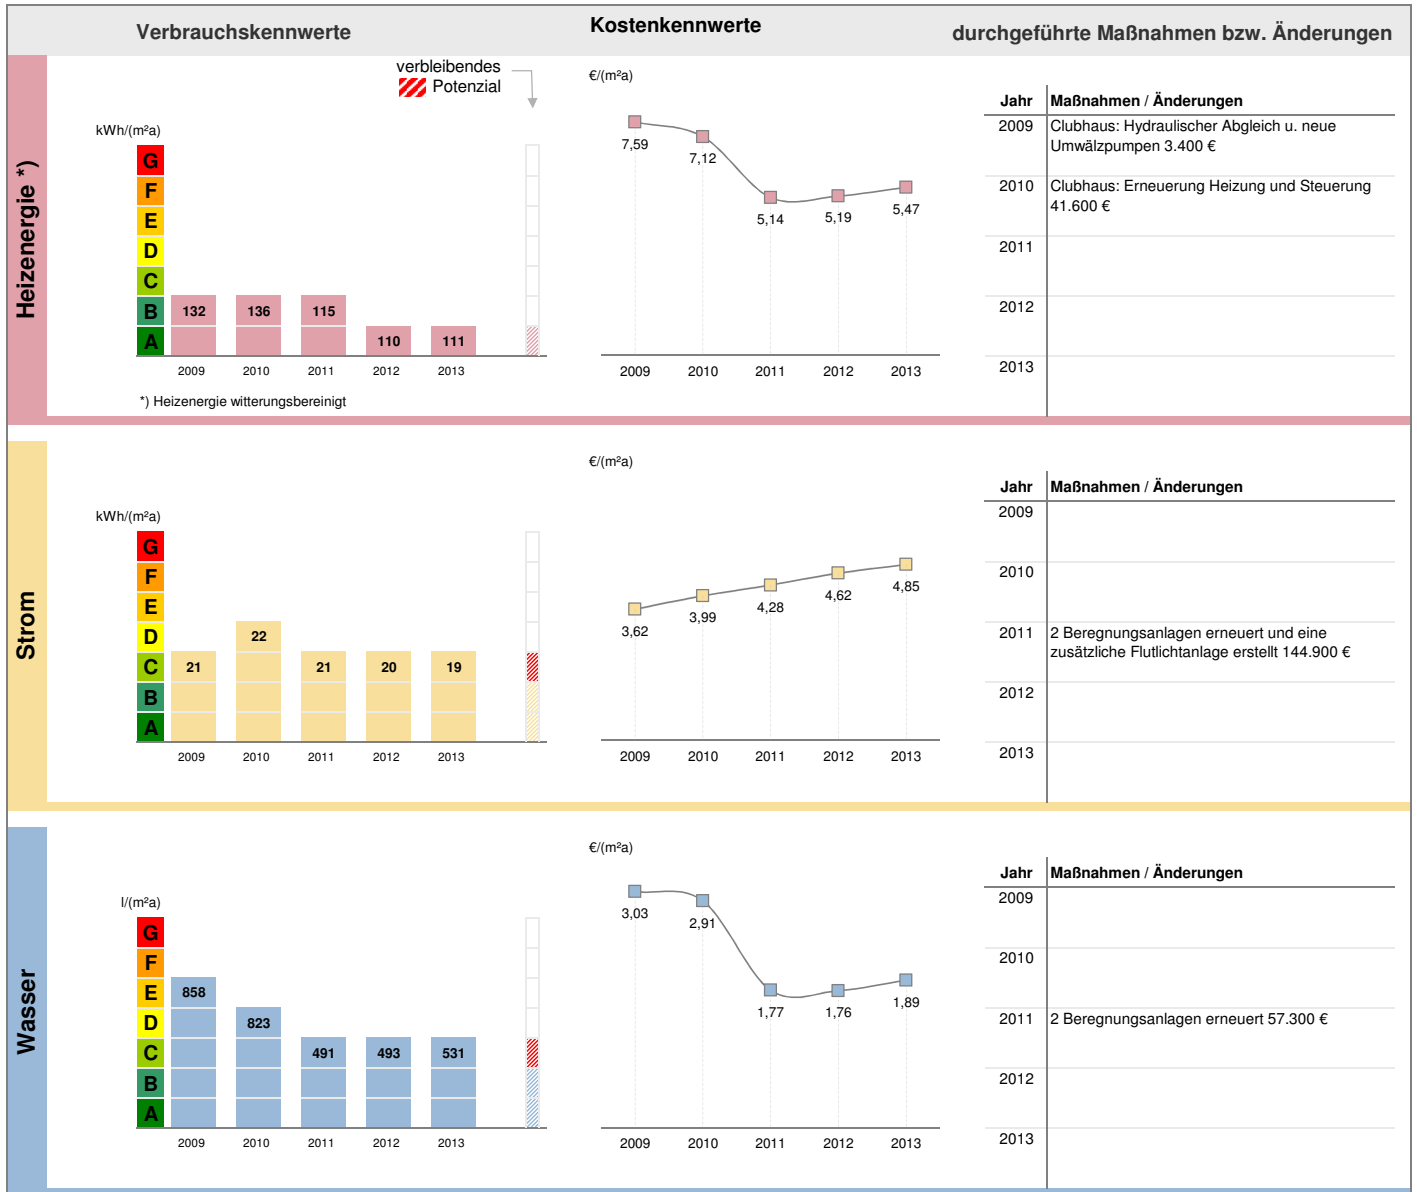 Verbrauchskennwerte
Kostenkennwerte
durchgeführte Maßnahmen bzw. Änderungen
Heizenergie *)
verbleibendes
Potenzial
kWh/(m²a)
G
F
E
D
C
B
A
132
136
115
110
111
2009
2010
2011
2012
2013
*) Heizenergie witterungsbereinigt
€/(m²a)
7,59
7,12
5,14
5,19
5,47
2009
2010
2011
2012
2013
Jahr Maßnahmen / Änderungen
2009 Clubhaus: Hydraulischer Abgleich u. neue
Umwälzpumpen 3.400 €
2010 Clubhaus: Erneuerung Heizung und Steuerung
41.600 €
2011
2012
2013
Strom
kWh/(m²a)
G
F
E
D
C
B
A
21
22
21
20
19
2009
2010
2011
2012
2013
€/(m²a)
3,62
3,99
4,28
4,62
4,85
2009
2010
2011
2012
2013
Jahr Maßnahmen / Änderungen
2009
2010
2011 2 Beregnungsanlagen erneuert und eine
zusätzliche Flutlichtanlage erstellt 144.900 €
2012
2013
Wasser
l/(m²a)
G
F
E
D
C
B
A
858
823
491
493
531
2009
2010
2011
2012
2013
€/(m²a)
3,03
2,91
1,77
1,76
1,89
2009
2010
2011
2012
2013
Jahr Maßnahmen / Änderungen
2009
2010
2011 2 Beregnungsanlagen erneuert 57.300 €
2012
2013